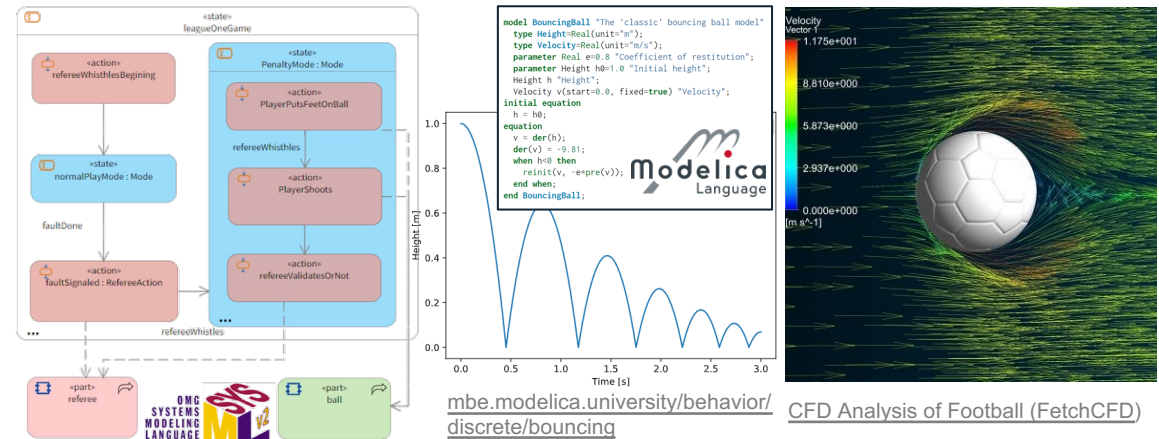 «state»
leagueOneGame
«action»
refereeWhisthlesBegining
«state»
normalPlayMode : Mode
faultDone
«action»
faultSignaled : RefereeAction
•••
«state»
PenaltyMode : Mode
«action»
PlayerPutsFeetOnBall
refereeWhisthles
«action»
PlayerShoots
«action»
refereeValidatesOrNot
•••
refereeWhistles
«part»
referee
OMG
SYSTEMS
MODELING
LANGUAGE
SYS
ML
v2
«part»
ball
model BouncingBall "The 'classic' bouncing ball model"
type Height=Real(unit="m");
type Velocity=Real(unit="m/s");
parameter Real e=0.8 "Coefficient of restitution";
parameter Height h0=1.0 "Initial height";
Height h "Height";
Velocity v(start=0.0, fixed=true) "Velocity";
initial equation
h = h0;
equation
v = der(h);
der(v) = -9.81;
when h<0 then
reinit(v, -e*pre(v));
end when;
end BouncingBall;
Modelica
Language
Height [m]
1.0
0.8
0.6
0.4
0.2
0.0
0.0 0.5 1.0 1.5 2.0 2.5 3.0
Time [s]
mbe.modelica.university/behavior/
discrete/bouncing
Velocity
Vector 1
1.175e+001
8.810e+000
5.873e+000
2.937e+000
0.000e+000
[m s^-1]
CFD Analysis of Football (FetchCFD)